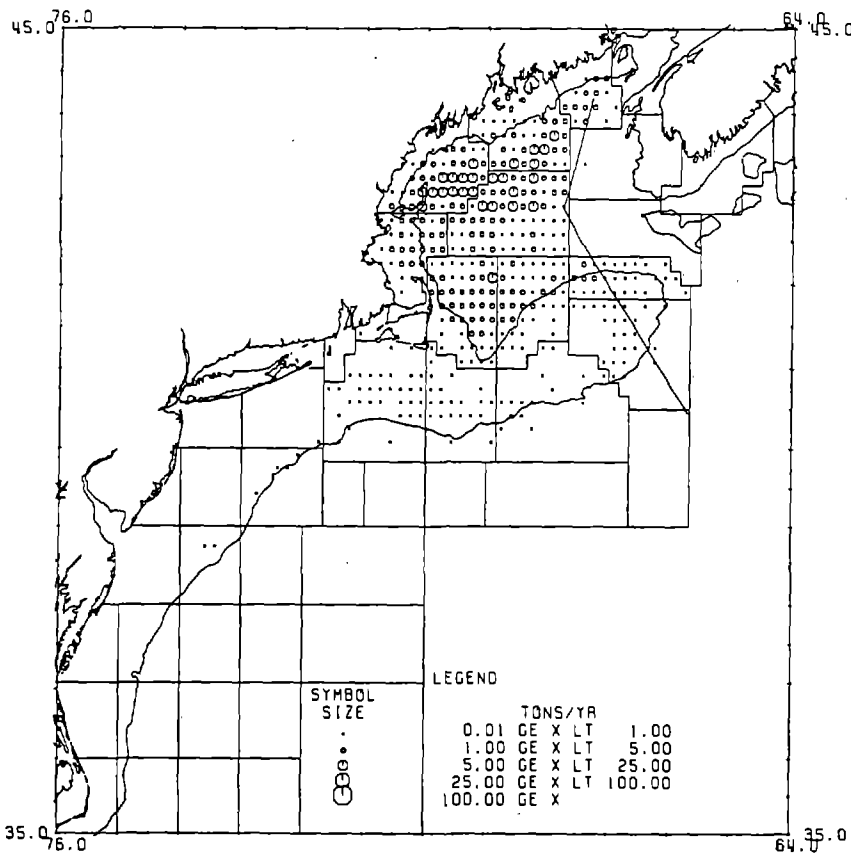 76.0 64.0
45.0 45.0
LEGEND
SYMBOL
SIZE
TONS/YR
0.01 GE X LT 1.00
1.00 GE X LT 5.00
5.00 GE X LT 25.00
25.00 GE X LT 100.00
100.00 GE X
35.0 35.0
76.0 64.0